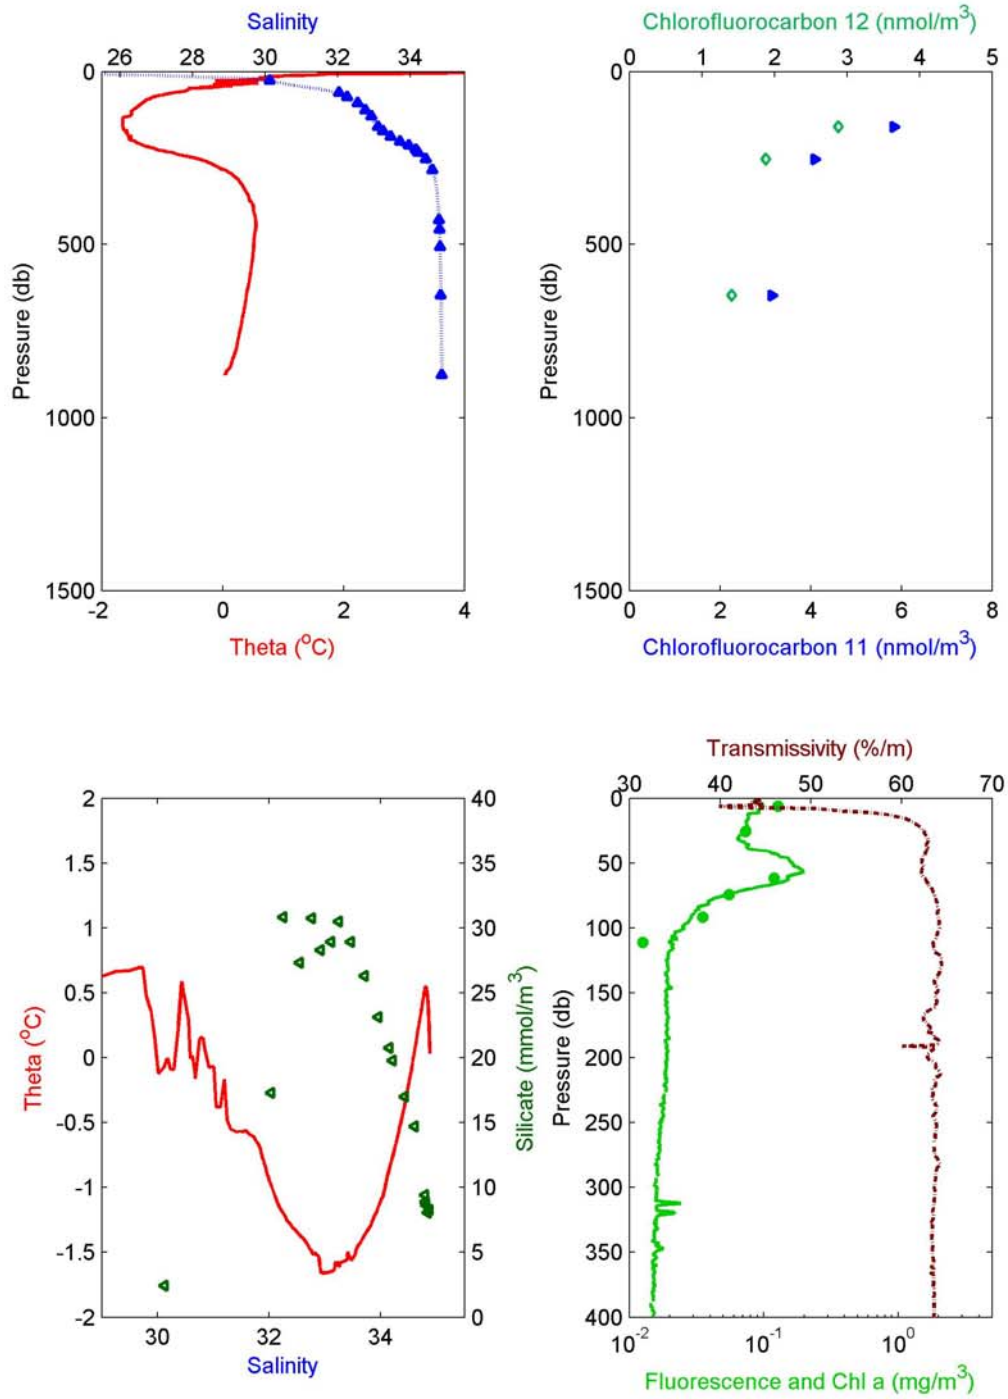 Salinity
26 28 30 32 34
0
500
1000
1500
Pressure (db)
-2 0 2 4
Theta (°C)
Chlorofluorocarbon 12 (nmol/m³)
0 1 2 3 4 5
0
500
1000
1500
Pressure (db)
0 2 4 6 8
Chlorofluorocarbon 11 (nmol/m³)
2
1.5
1
0.5
0
-0.5
-1
-1.5
-2
Theta (°C)
40
35
30
25
20
15
10
5
0
Silicate (mmol/m³)
30 32 34
Salinity
Transmissivity (%/m)
30 40 50 60 70
0
50
100
150
200
250
300
350
400
Pressure (db)
10⁻² 10⁻¹ 10⁰
Fluorescence and Chl a (mg/m³)